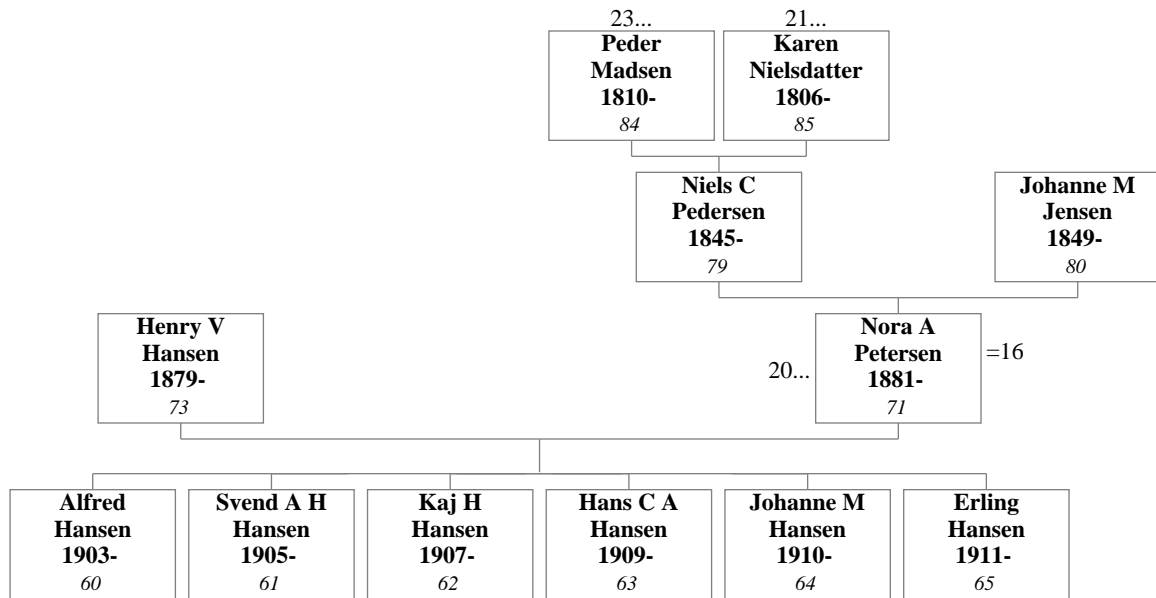 23...
21...
Peder
Madsen
1810-
84
Karen
Nielsdatter
1806-
85
Niels C
Pedersen
1845-
79
Johanne M
Jensen
1849-
80
Henry V
Hansen
1879-
73
20...
Nora A
Petersen
1881-
71
=16
Alfred
Hansen
1903-
60
Svend A H
Hansen
1905-
61
Kaj H
Hansen
1907-
62
Hans C A
Hansen
1909-
63
Johanne M
Hansen
1910-
64
Erling
Hansen
1911-
65